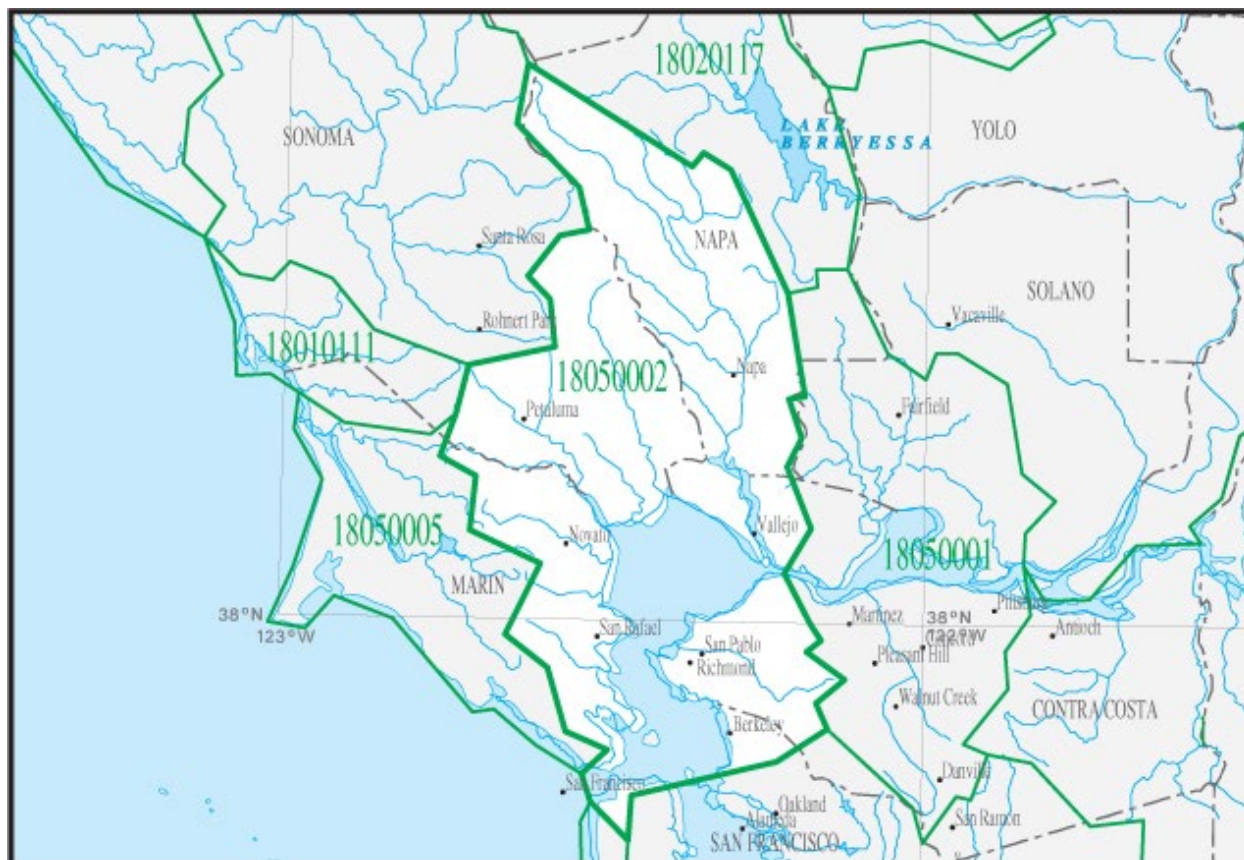 18020117
LAKE
BERRYESSA
YOLO
SONOMA
Santa Rosa
NAPA
SOLANO
Rohnert Park
Vacaville
18010111
18050002
Napa
Petaluma
Fairfield
18050005
Novato
Vallejo
18050001
MARIN
38°N
123°W
San Rafael
Martinez
38°N
122°W
Antioch
San Pablo
Richmond
Pleasant Hill
Walnut Creek
CONTRA COSTA
Berkeley
San Francisco
Danville
Oakland
Alameda
San Ramon
SAN FRANCISCO